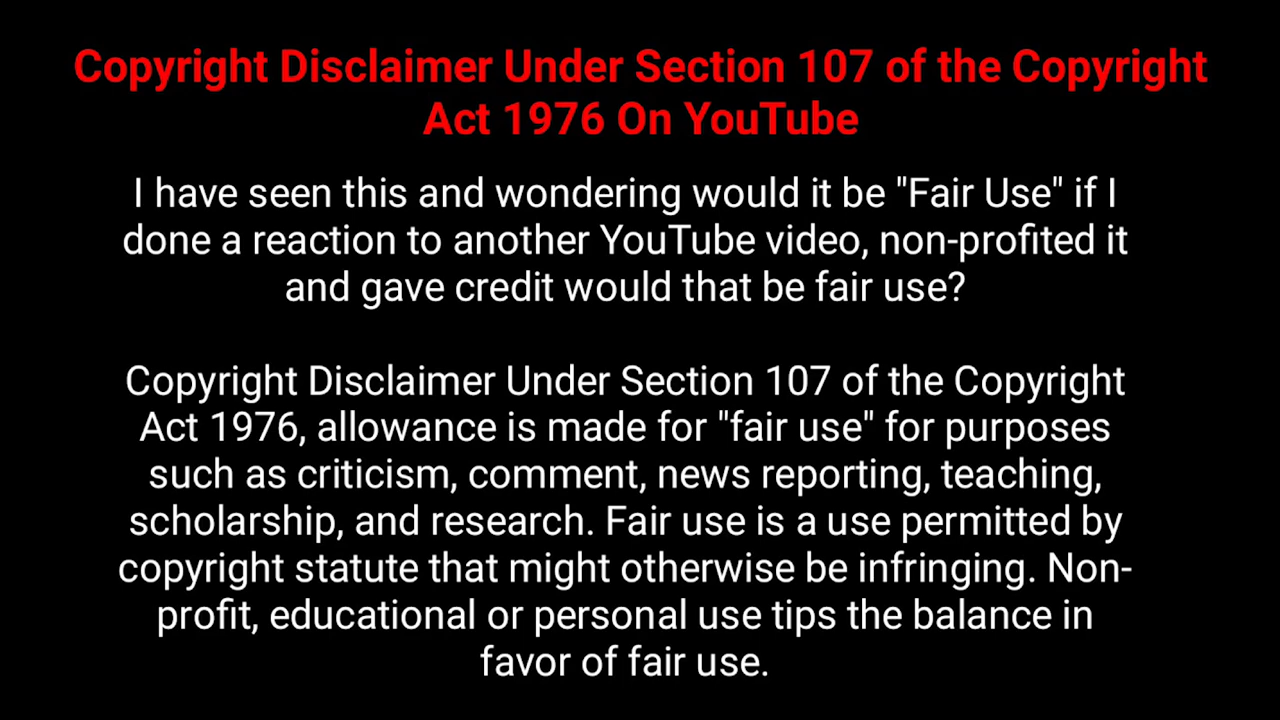 Copyright Disclaimer Under Section 107 of the Copyright
Act 1976 On YouTube
I have seen this and wondering would it be "Fair Use" if I
done a reaction to another YouTube video, non-profited it
and gave credit would that be fair use?
Copyright Disclaimer Under Section 107 of the Copyright
Act 1976, allowance is made for "fair use" for purposes
such as criticism, comment, news reporting, teaching,
scholarship, and research. Fair use is a use permitted by
copyright statute that might otherwise be infringing. Non-
profit, educational or personal use tips the balance in
favor of fair use.